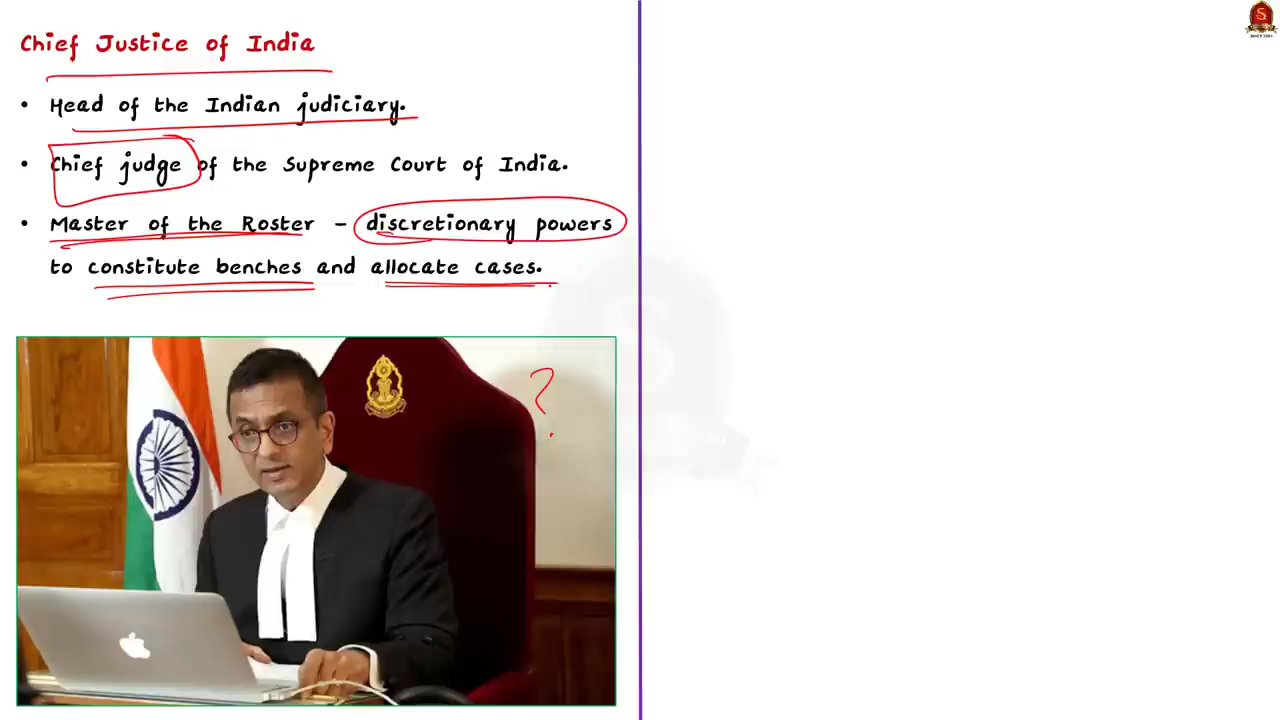 Chief Justice of India
• Head of the Indian judiciary.
• Chief judge of the Supreme Court of India.
• Master of the Roster – discretionary powers
to constitute benches and allocate cases.
?
S